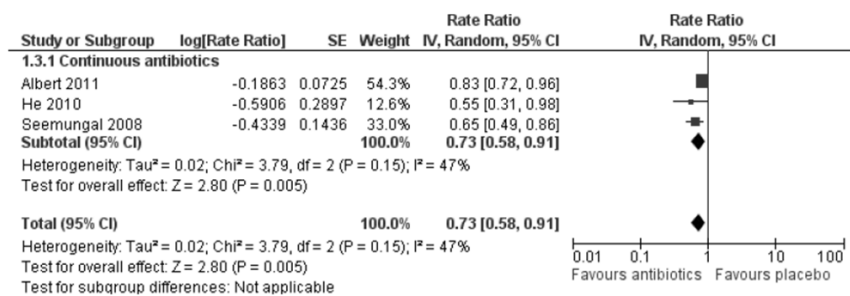 Rate Ratio Rate Ratio
Study or Subgroup log[Rate Ratio] SE Weight IV, Random, 95% CI IV, Random, 95% CI
1.3.1 Continuous antibiotics
Albert 2011 -0.1863 0.0725 54.3% 0.83 [0.72, 0.96]
He 2010 -0.5906 0.2897 12.6% 0.55 [0.31, 0.98]
Seemungal 2008 -0.4339 0.1436 33.0% 0.65 [0.49, 0.86]
Subtotal (95% CI) 100.0% 0.73 [0.58, 0.91]
Heterogeneity: Tau² = 0.02; Chi² = 3.79, df = 2 (P = 0.15); I² = 47%
Test for overall effect: Z = 2.80 (P = 0.005)
Total (95% CI) 100.0% 0.73 [0.58, 0.91]
Heterogeneity: Tau² = 0.02; Chi² = 3.79, df = 2 (P = 0.15); I² = 47%
0.01 0.1 1 10 100
Test for overall effect: Z = 2.80 (P = 0.005)
Favours antibiotics Favours placebo
Test for subgroup differences: Not applicable